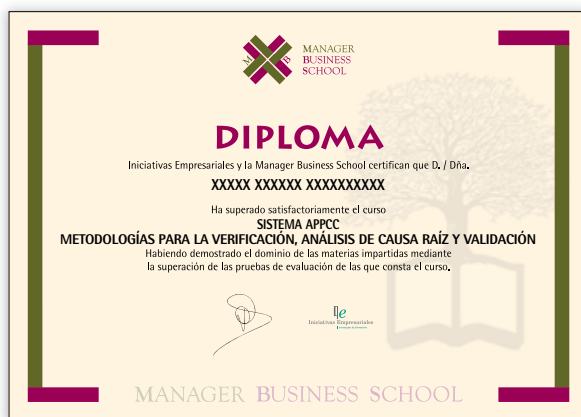 M B
MANAGER
BUSINESS
SCHOOL
DIPLOMA
Iniciativas Empresariales y la Manager Business School certifican que D. / Dña.
XXXXX XXXXXX XXXXXXXXXX
Ha superado satisfactoriamente el curso
SISTEMA APPCC
METODOLOGÍAS PARA LA VERIFICACIÓN, ANÁLISIS DE CAUSA RAÍZ Y VALIDACIÓN
Habiendo demostrado el dominio de las materias impartidas mediante
la superación de las pruebas de evaluación de las que consta el curso.
Ie
Iniciativas Empresariales
MANAGER BUSINESS SCHOOL